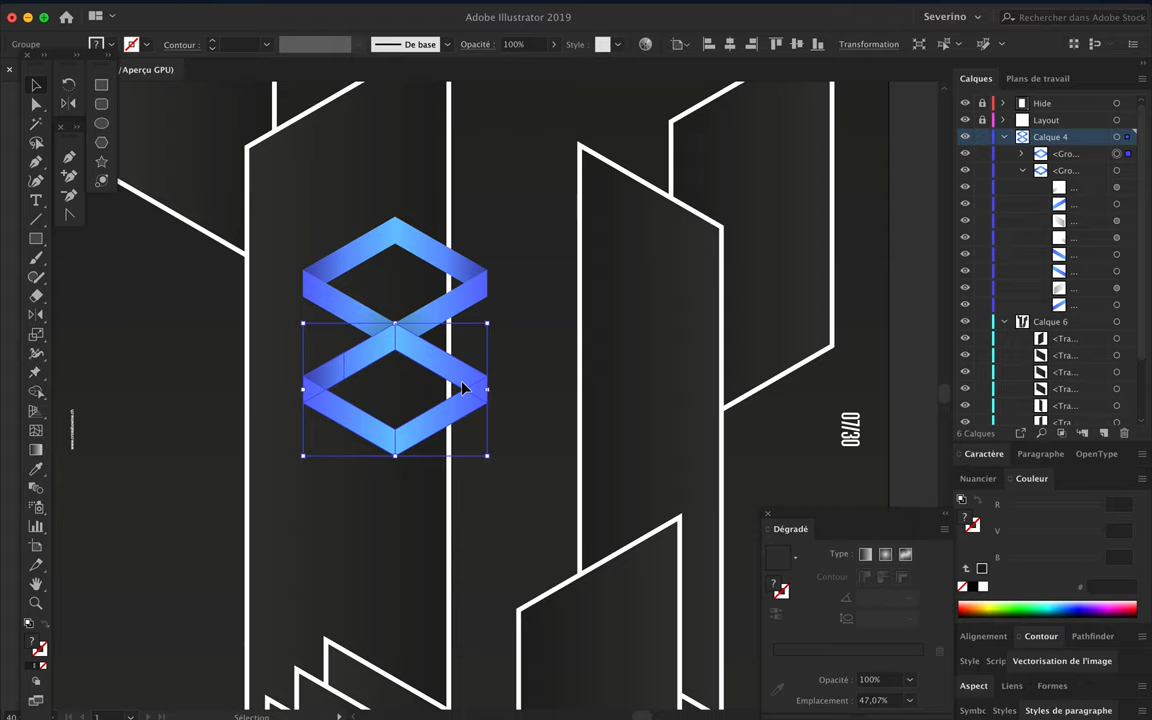 Adobe Illustrator 2019
Severino
Rechercher dans Adobe Stock
Groupe
?
Contour :
De base
Opacité :
100%
Style :
Transformation
/Aperçu GPU)
Calques
Plans de travail
Hide
Layout
Calque 4
<Gro...
<Gro...
...
...
...
...
...
...
...
...
Calque 6
<Tra...
<Tra...
<Tra...
<Tra...
<Tra...
<Tra...
6 Calques
07/30
Caractère
Paragraphe
OpenType
Nuancier
Couleur
?
R
V
B
#
Dégradé
Type :
Contour :
?
Opacité :
100%
Emplacement :
47,07%
Alignement
Contour
Pathfinder
Style
Scrip
Vectorisation de l'image
Aspect
Liens
Formes
Symbc
Styles
Styles de paragraphe
?
40
1
Sélection